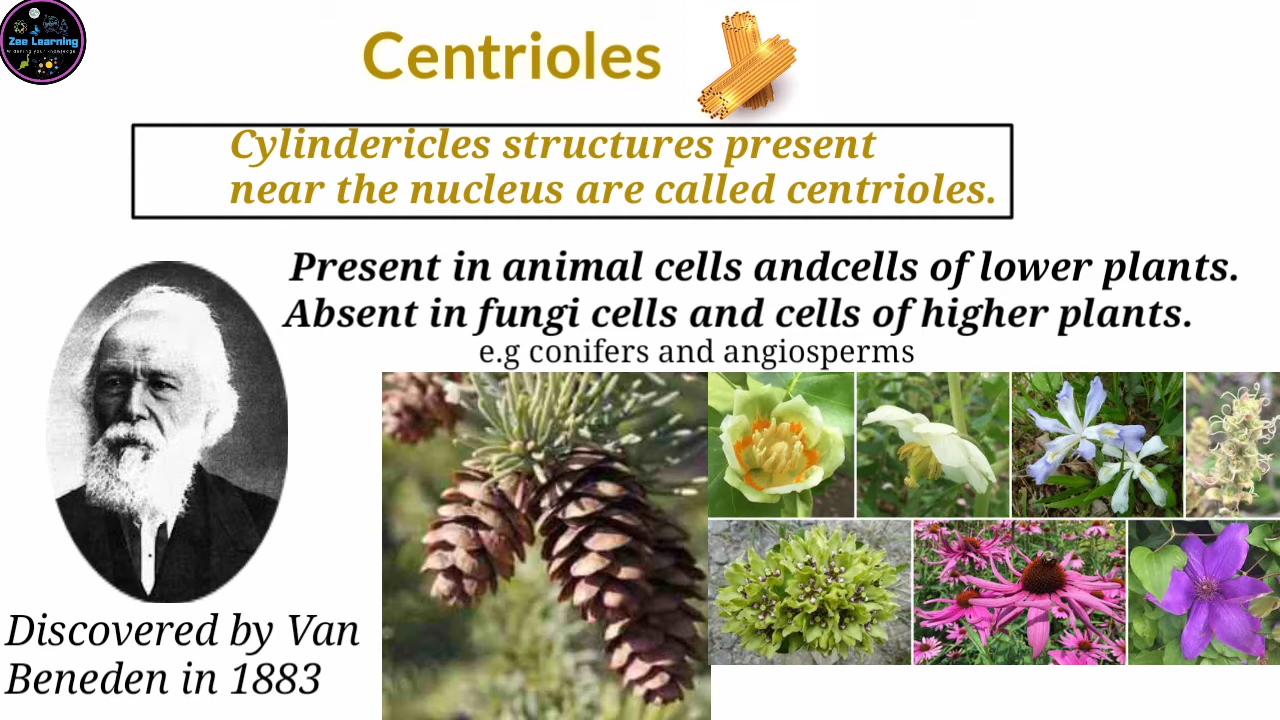 Zee Learning
Centrioles
Cylindericles structures present
near the nucleus are called centrioles.
Present in animal cells andcells of lower plants.
Absent in fungi cells and cells of higher plants.
e.g conifers and angiosperms
Discovered by Van
Beneden in 1883